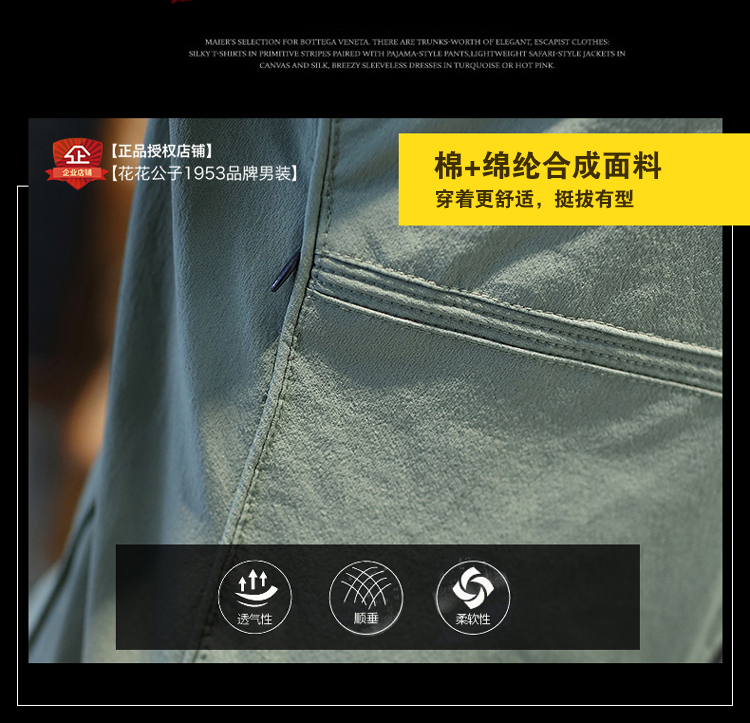 MAIER'S SELECTION FOR BOTTEGA VENETA. THERE ARE TRUNKS-WORTH OF ELEGANT, ESCAPIST CLOTHES:
SILKY T-SHIRTS IN PRIMITIVE STRIPES PAIRED WITH PAJAMA-STYLE PANTS,LIGHTWEIGHT SAFARI-STYLE JACKETS IN
CANVAS AND SILK, BREEZY SLEEVELESS DRESSES IN TURQUOISE OR HOT PINK.
企
企业店铺
【正品授权店铺】
【花花公子1953品牌男装】
棉+绵纶合成面料
穿着更舒适，挺拔有型
透气性
顺垂
柔软性